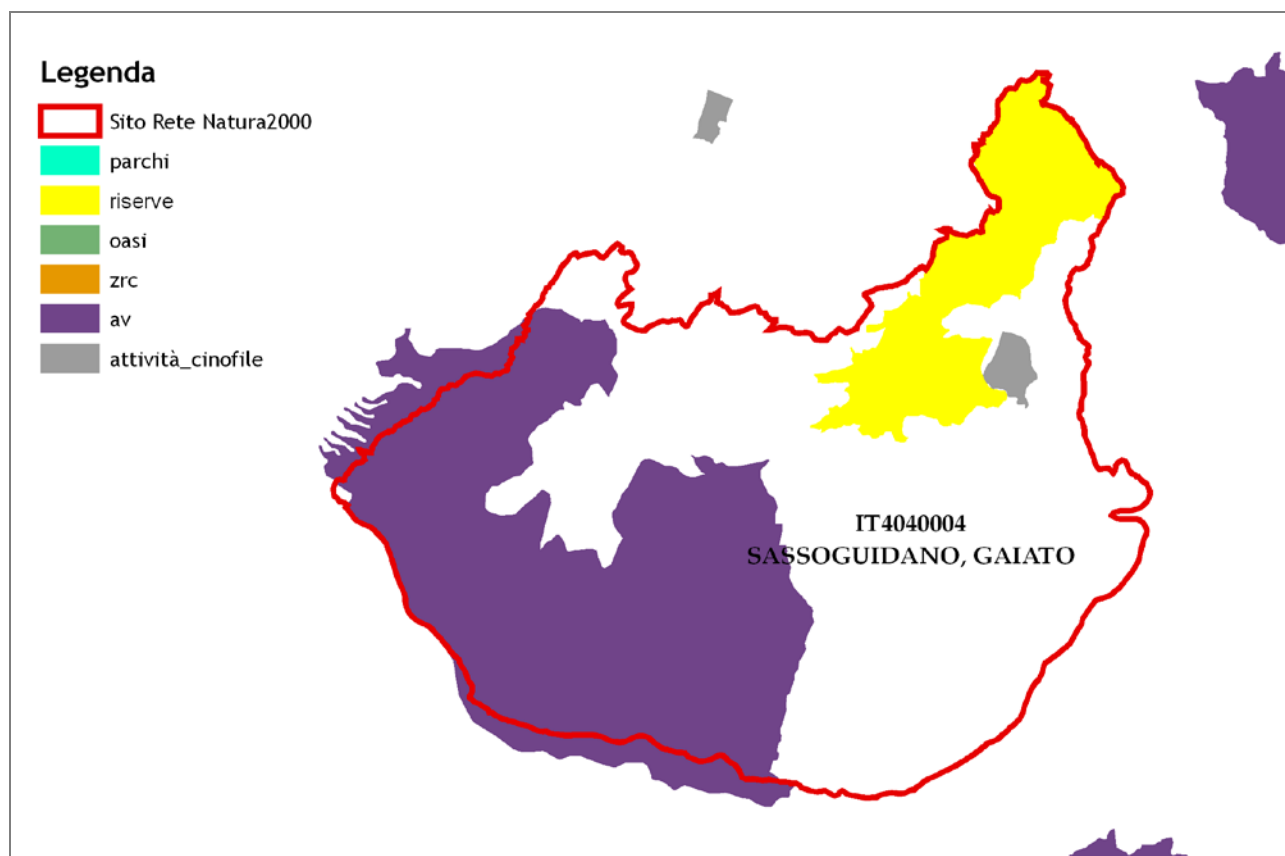 Legenda
Sito Rete Natura2000
parchi
riserve
oasi
zrc
av
attività_cinofile
IT4040004
SASSOGUIDANO, GAIATO